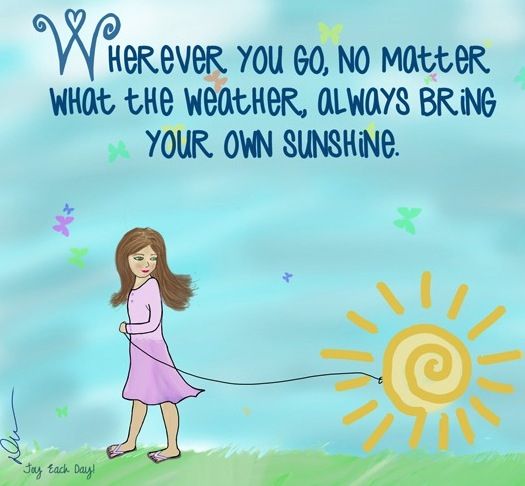 Wherever you go, no matter
what the weather, always bring
your own sunshine.
Joy Each Day!